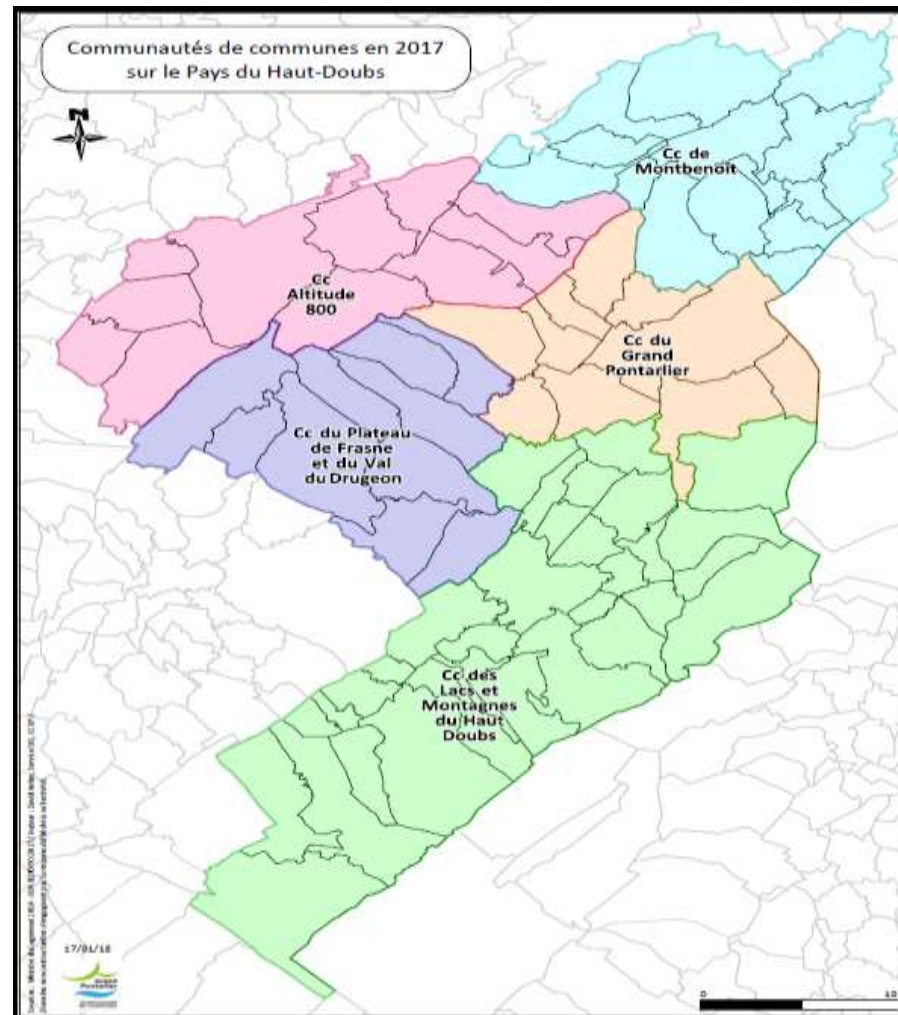 Communautés de communes en 2017
sur le Pays du Haut-Doubs
N
Cc de
Montbenoit
Cc
Altitude
800
Cc du
Grand
Pontarlier
Cc du Plateau
de Frasne
et du Val
du Drugeon
Cc des
Lacs et
Montagnes
du Haut
Doubs
17/01/18
Pontarlier
0